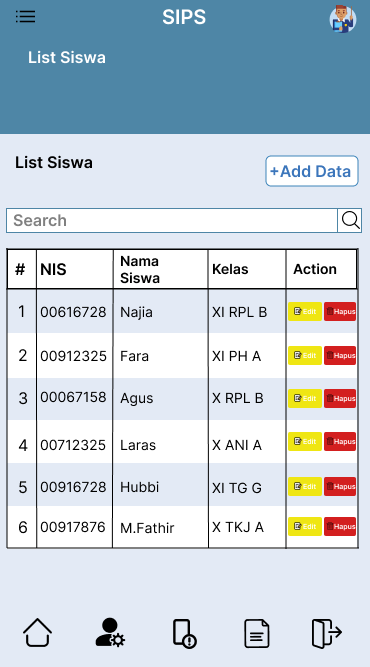 SIPS
List Siswa
List Siswa
+Add Data
Search
# NIS Nama Siswa Kelas Action
1 00616728 Najia XI RPL B Edit Hapus
2 00912325 Fara XI PH A Edit Hapus
3 00067158 Agus X RPL B Edit Hapus
4 00712325 Laras X ANI A Edit Hapus
5 00916728 Hubbi XI TG G Edit Hapus
6 00917876 M.Fathir X TKJ A Edit Hapus